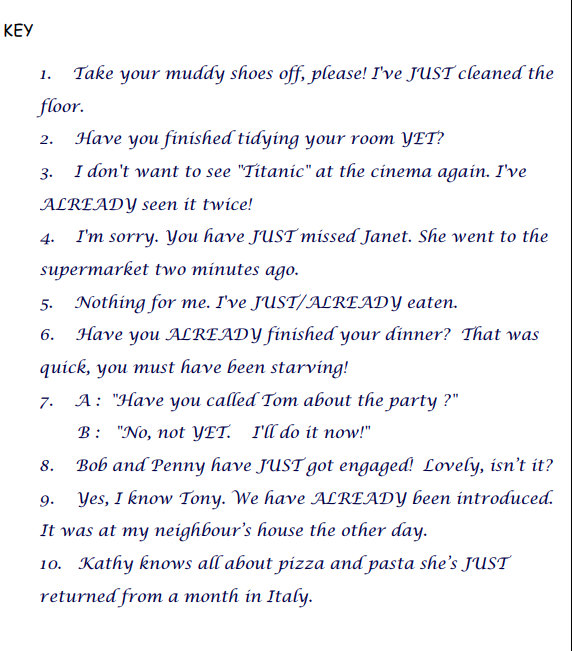 KEY
1. Take your muddy shoes off, please! I've JUST cleaned the
floor.
2. Have you finished tidying your room YET?
3. I don't want to see "Titanic" at the cinema again. I've
ALREADY seen it twice!
4. I'm sorry. You have JUST missed Janet. She went to the
supermarket two minutes ago.
5. Nothing for me. I've JUST/ALREADY eaten.
6. Have you ALREADY finished your dinner? That was
quick, you must have been starving!
7. A : "Have you called Tom about the party ?"
B : "No, not YET. I'll do it now!"
8. Bob and Penny have JUST got engaged! Lovely, isn't it?
9. Yes, I know Tony. We have ALREADY been introduced.
It was at my neighbour's house the other day.
10. Kathy knows all about pizza and pasta she's JUST
returned from a month in Italy.